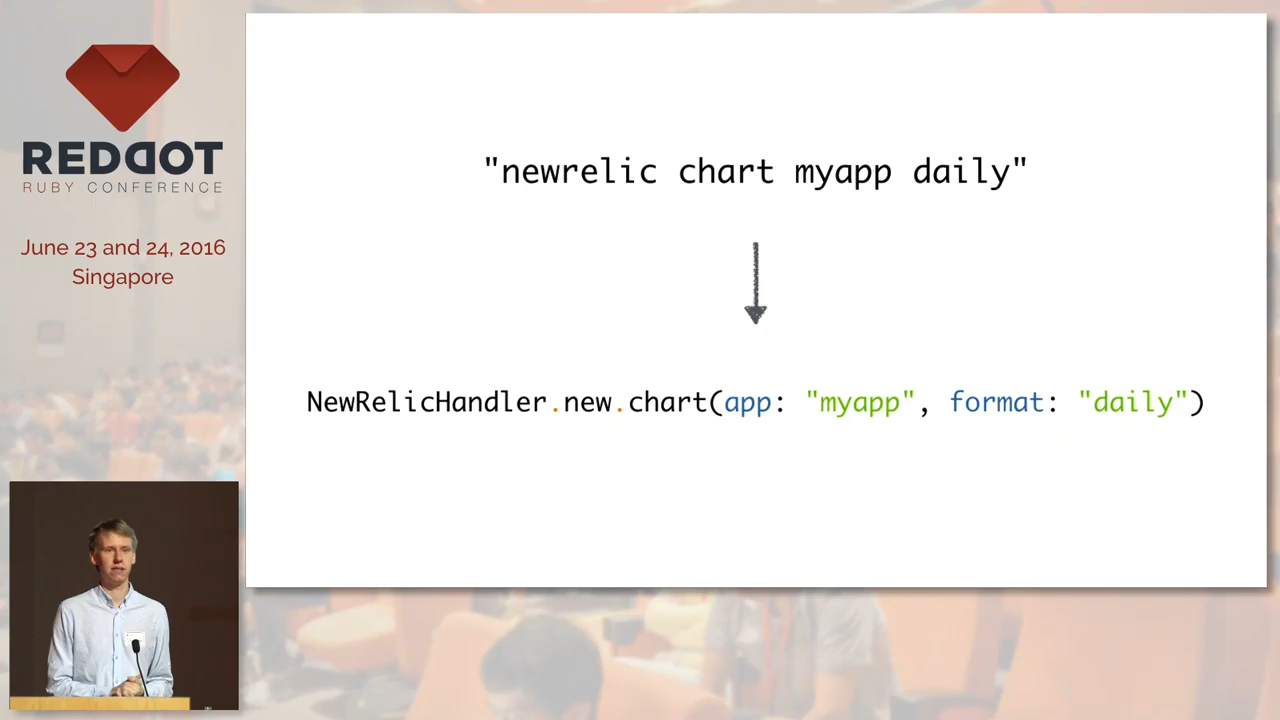 REDDOT
RUBY CONFERENCE
June 23 and 24, 2016
Singapore
"newrelic chart myapp daily"
NewRelicHandler.new.chart(app: "myapp", format: "daily")